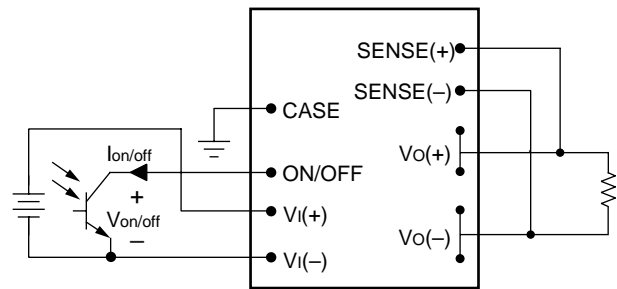 SENSE(+)
SENSE(–)
CASE
VO(+)
Ion/off
ON/OFF
+
Von/off
VI(+)
–
VO(–)
VI(–)